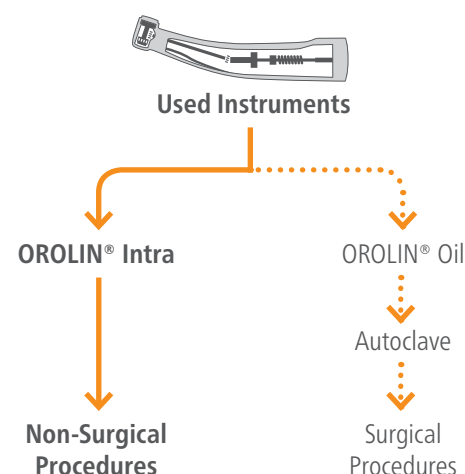 Used Instruments
OROLIN® Intra
OROLIN® Oil
Autoclave
Non-Surgical
Procedures
Surgical
Procedures